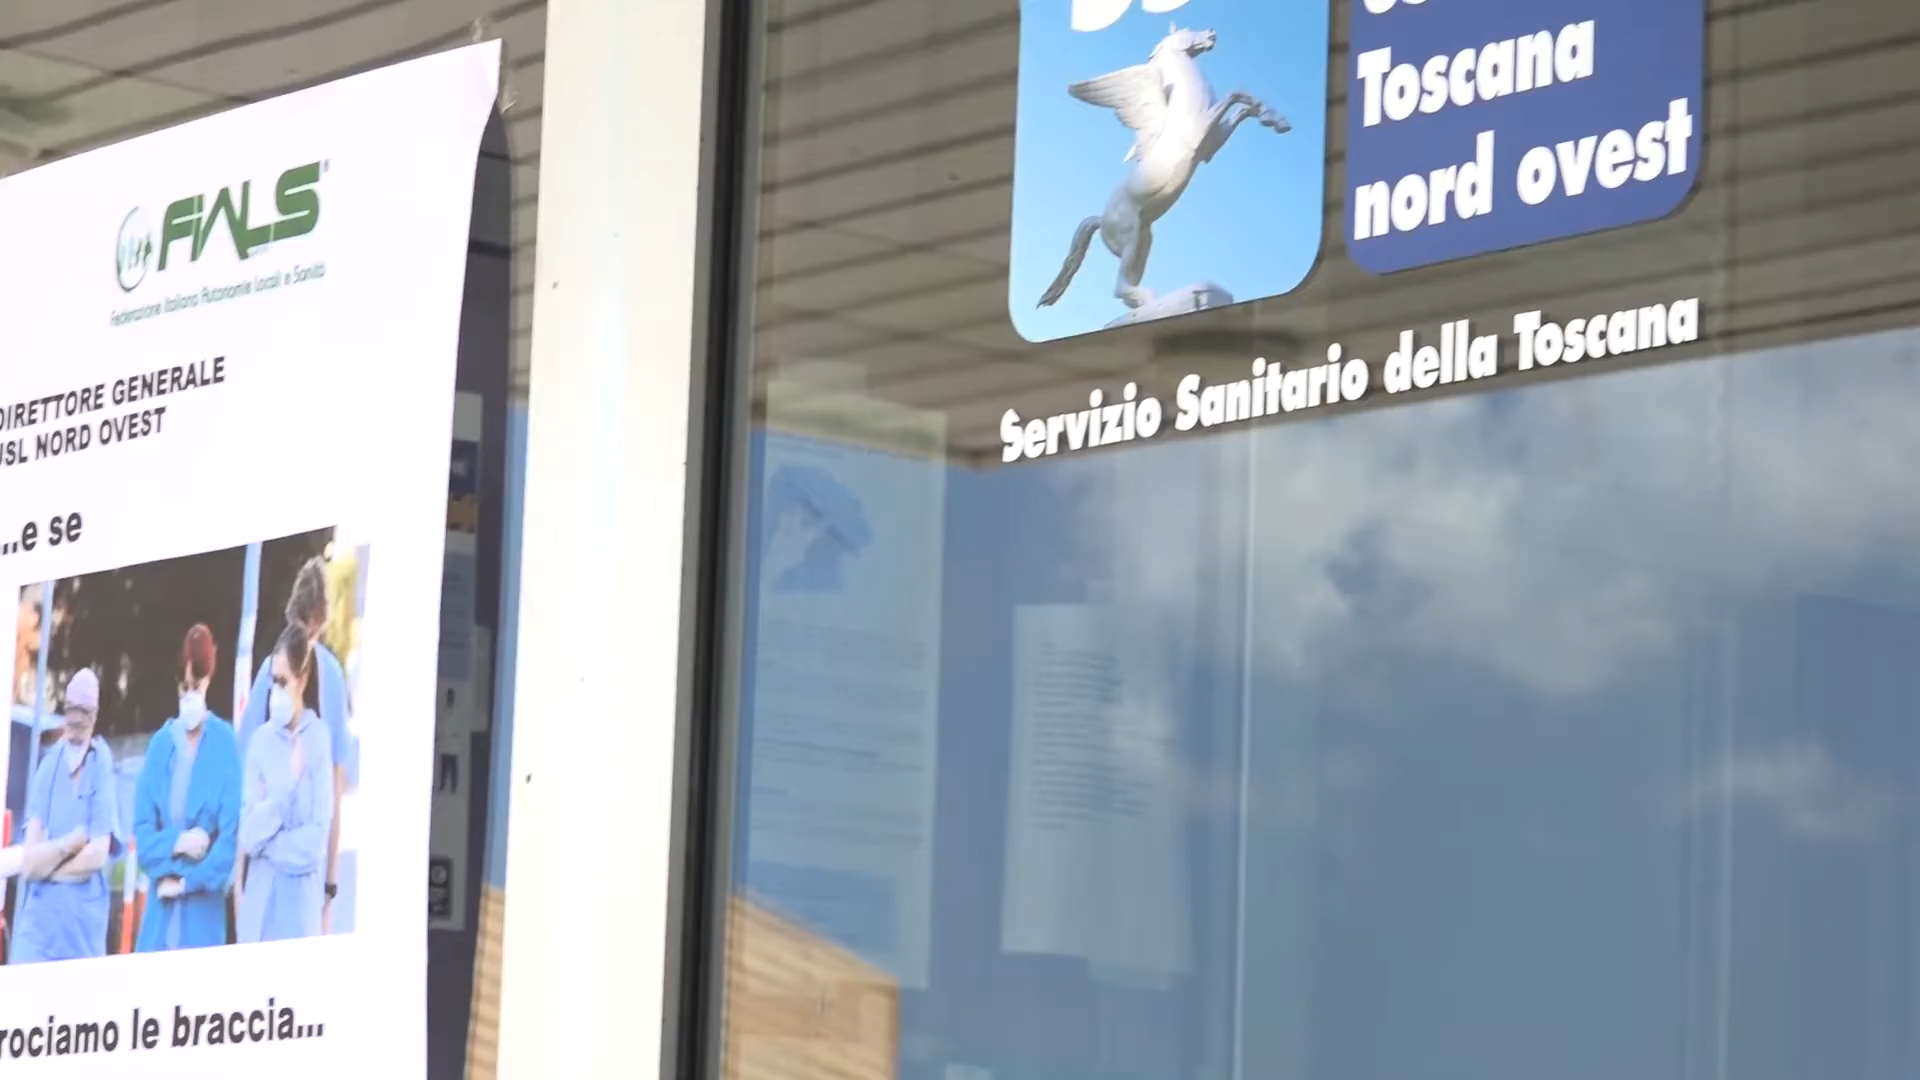 FIALS
Federazione Italiana Autonomie Locali e Sanità
DIRETTORE GENERALE
USL NORD OVEST
...e se
rociamo le braccia...
Toscana
nord ovest
Servizio Sanitario della Toscana